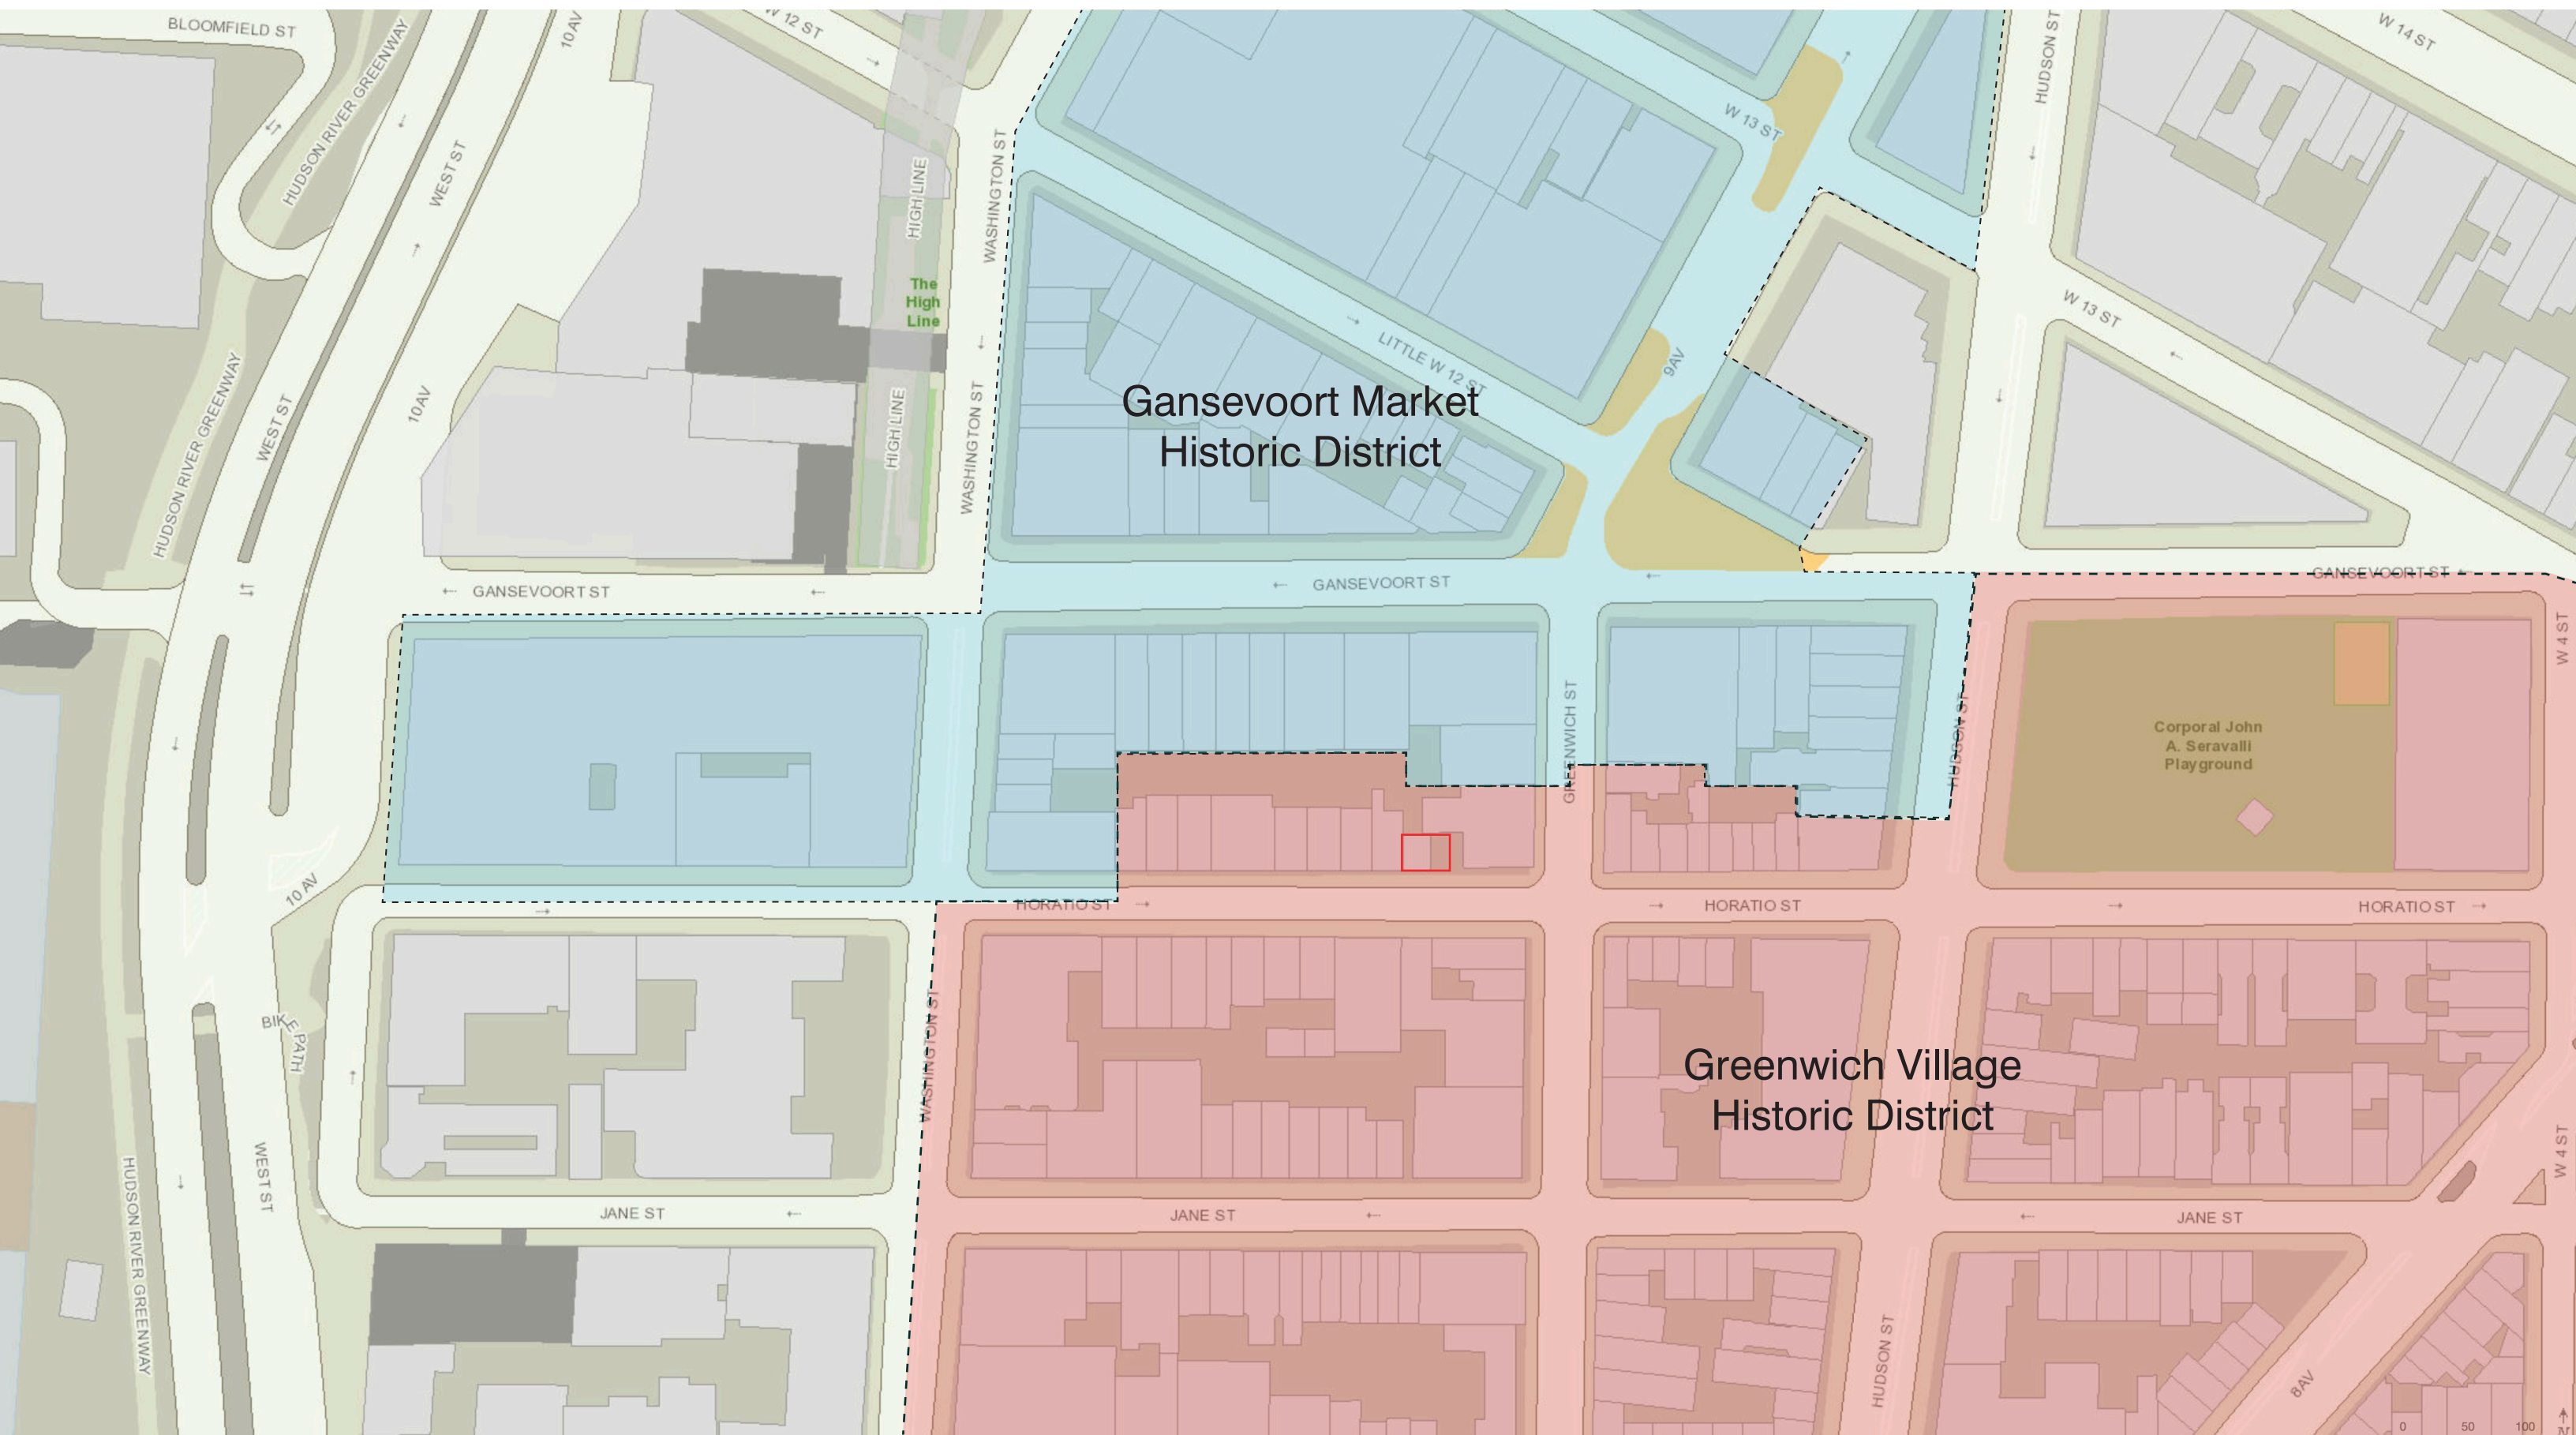 BLOOMFIELD ST
HUDSON RIVER GREENWAY
10 AV
W 12 ST
W 14 ST
HUDSON ST
W 13 ST
WEST ST
HIGH LINE
WASHINGTON ST
The
High
Line
W 13 ST
LITTLE W 12 ST
9AV
HUDSON RIVER GREENWAY
WEST ST
10 AV
HIGH LINE
WASHINGTON ST
Gansevoort Market
Historic District
GANSEVOORT ST
GANSEVOORT ST
GANSEVOORT ST
W 4 ST
GREENWICH ST
HUDSON ST
Corporal John
A. Seravalli
Playground
10 AV
HORATIO ST
HORATIO ST
HORATIO ST
BIKE PATH
WASHINGTON ST
Greenwich Village
Historic District
W 4 ST
HUDSON RIVER GREENWAY
WEST ST
JANE ST
JANE ST
JANE ST
HUDSON ST
8AV
0 50 100